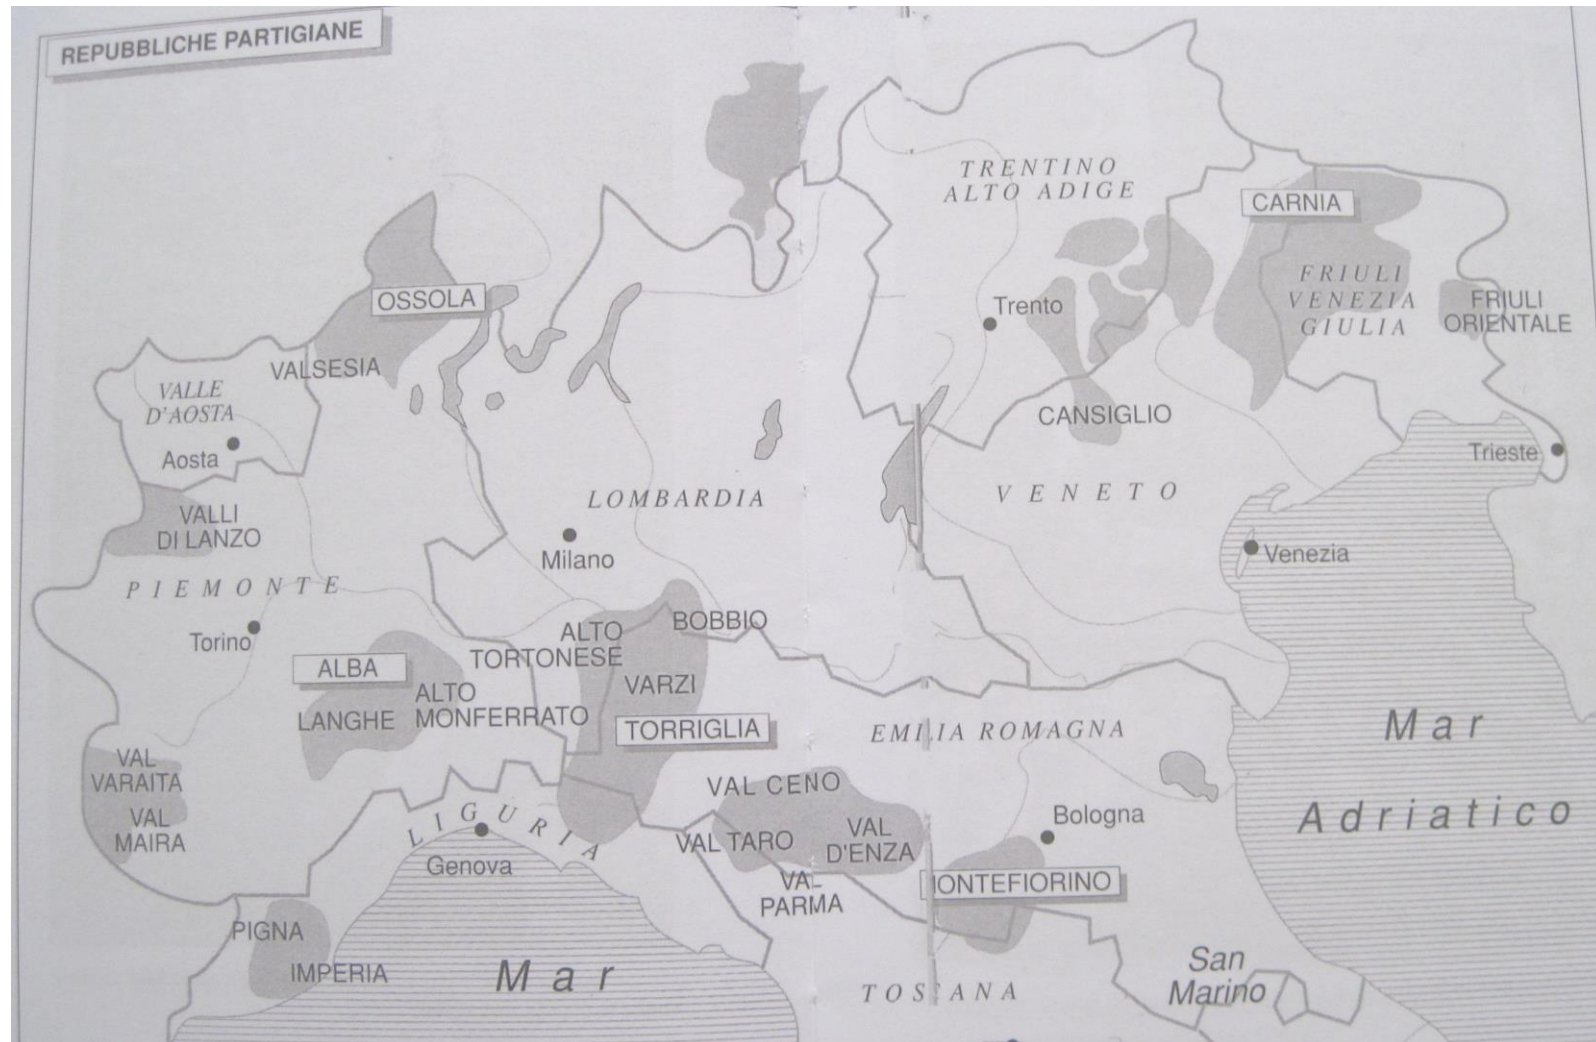 REPUBBLICHE PARTIGIANE
TRENTINO
ALTO ADIGE
CARNIA
OSSOLA
FRIULI
VENEZIA
GIULIA
FRIULI
ORIENTALE
Trento
VALSESIA
VALLE
D'AOSTA
Aosta
CANSIGLIO
Trieste
LOMBARDIA
VENETO
VALLI
DI LANZO
Milano
Venezia
PIEMONTE
Torino
ALTO
TORTONESE
BOBBIO
ALBA
VARZI
ALTO
MONFERRATO
LANGHE
TORRIGLIA
EMILIA ROMAGNA
Mar
Adriatico
VAL
VARAITA
VAL
MAIRA
VAL CENO
VAL TARO
VAL
D'ENZA
VAL
PARMA
Bologna
LIGURIA
Genova
ONTEFIORINO
PIGNA
IMPERIA
Mar
TOSCANA
San
Marino